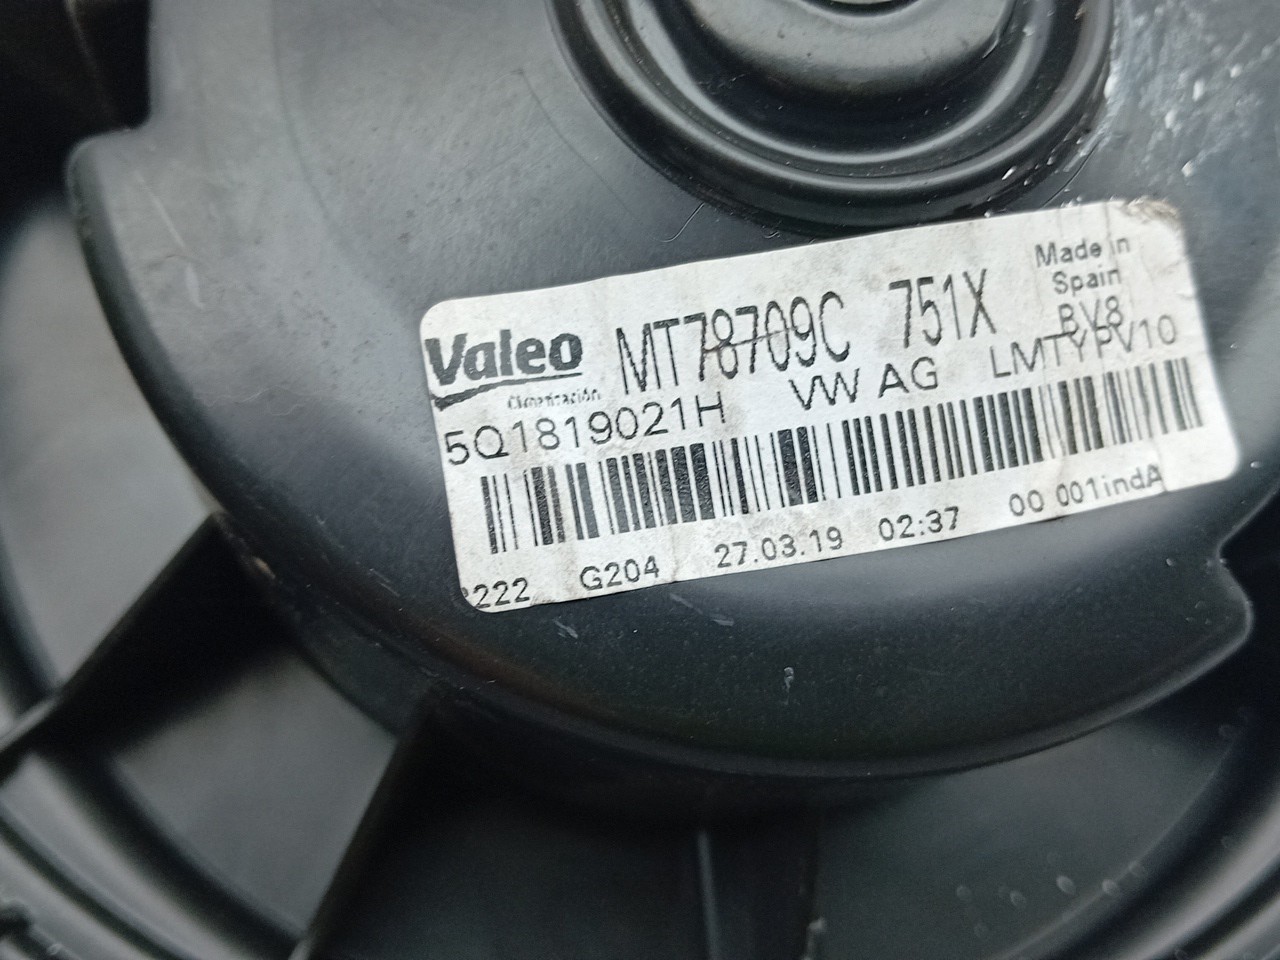 Valeo MT78709C 751X Made in
Spain
BV8
Climatización
5Q1819021H VW AG LMTYPV10
222 G204 27.03.19 02:37 00 001indA